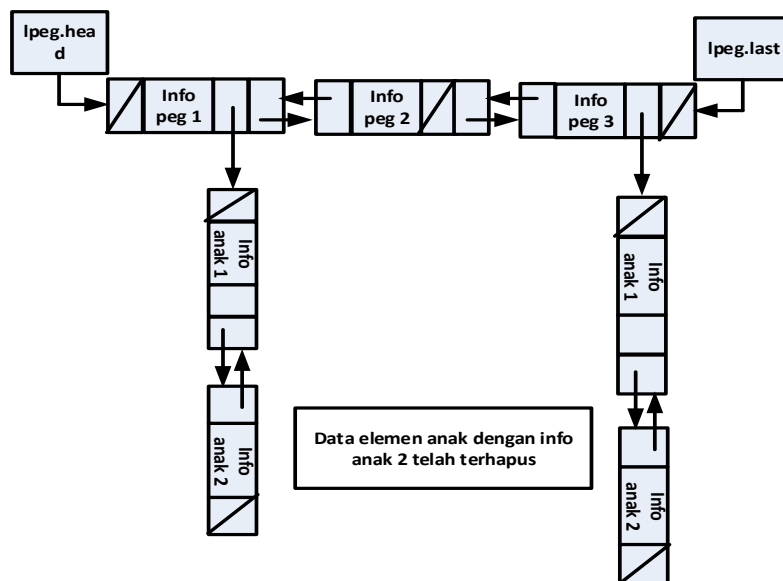 lpeg.hea
d
lpeg.last
Info
peg 1
Info
peg 2
Info
peg 3
Info
anak 1
Info
anak 1
Info
anak 2
Data elemen anak dengan info
anak 2 telah terhapus
Info
anak 2